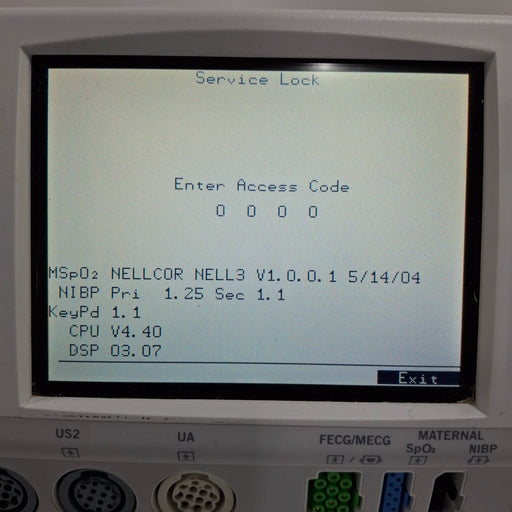 Service Lock
Enter Access Code
0 0 0 0
MSpO₂ NELLCOR NELL3 V1.0.0.1 5/14/04
NIBP Pri 1.25 Sec 1.1
KeyPd 1.1
CPU V4.40
DSP 03.07
Exit
US2
UA
FECG/MECG
MATERNAL
SpO₂
NIBP